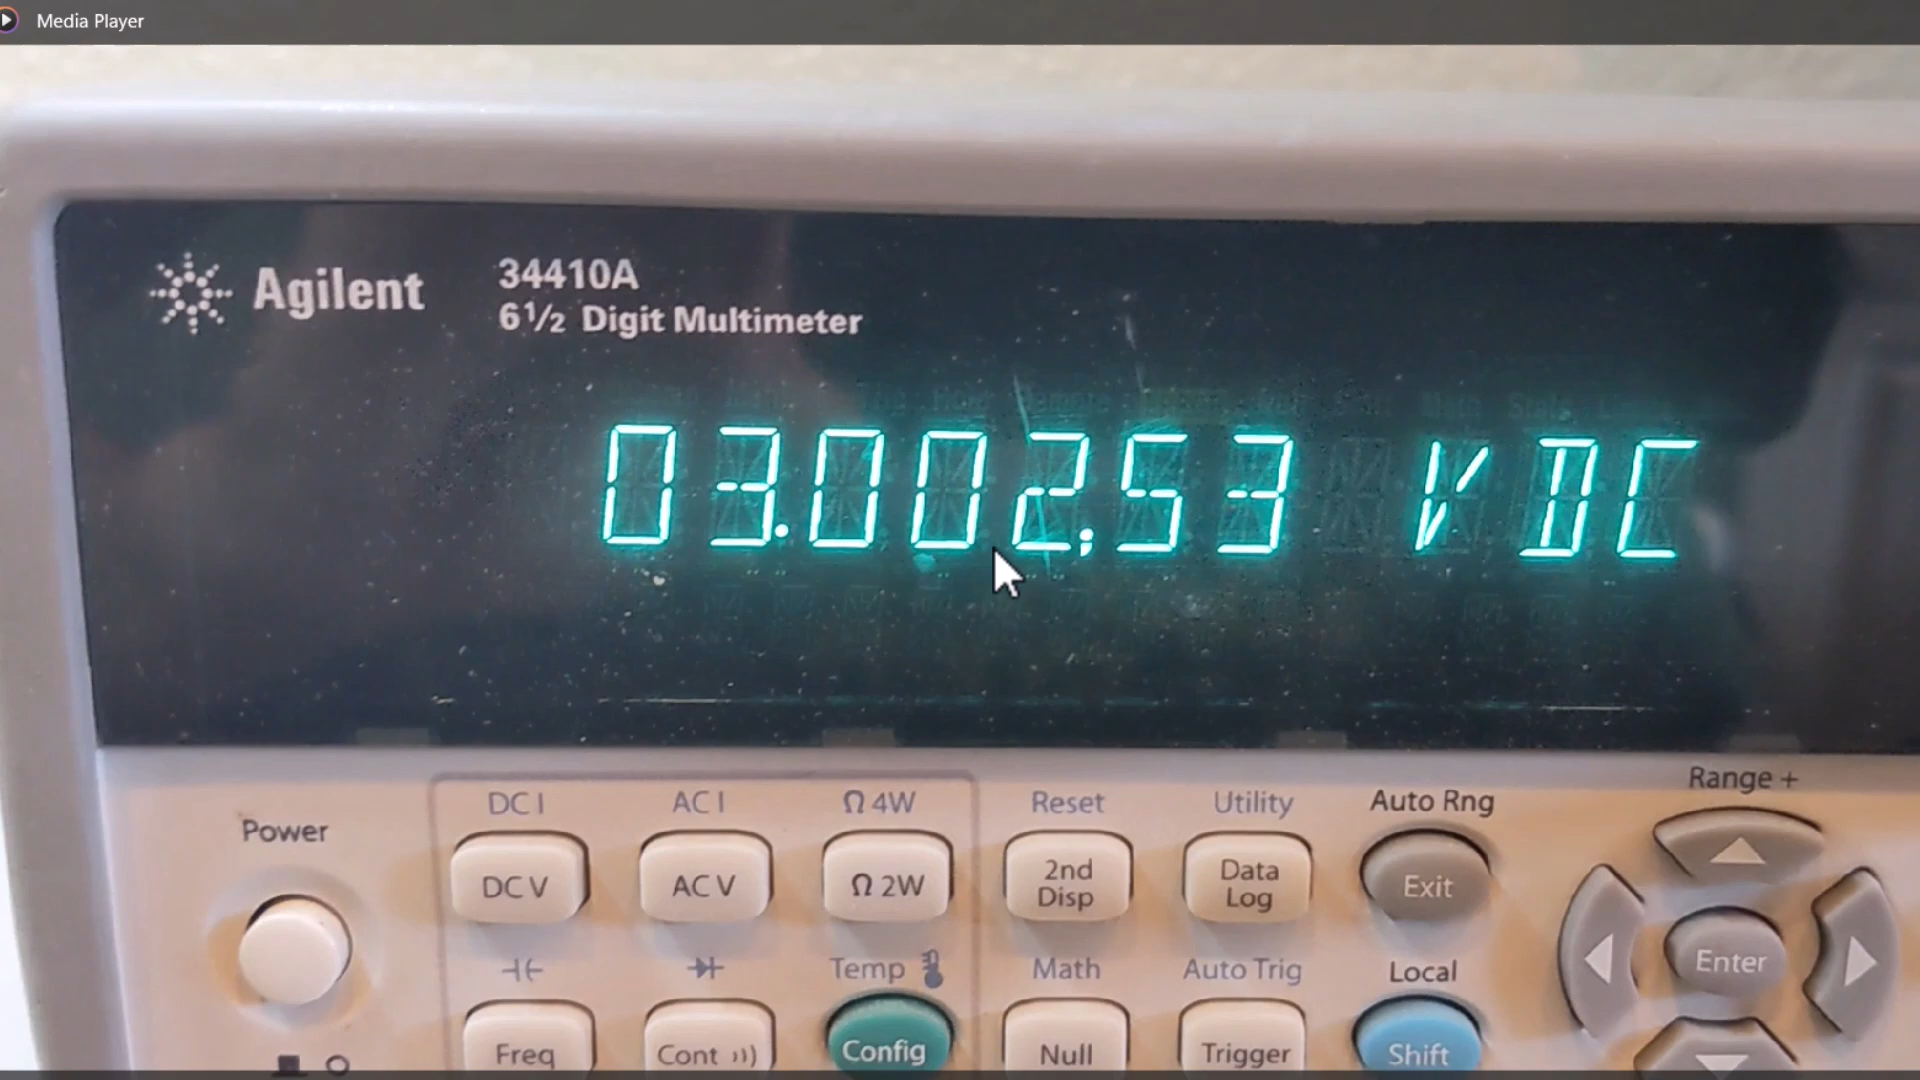 Media Player
Agilent
34410A
6½ Digit Multimeter
03.002,53 V DC
Range +
DC I
AC I
Ω 4W
Reset
Utility
Auto Rng
Power
DC V
AC V
Ω 2W
2nd
Disp
Data
Log
Exit
Enter
Temp
Math
Auto Trig
Local
Freq
Cont
Config
Null
Trigger
Shift